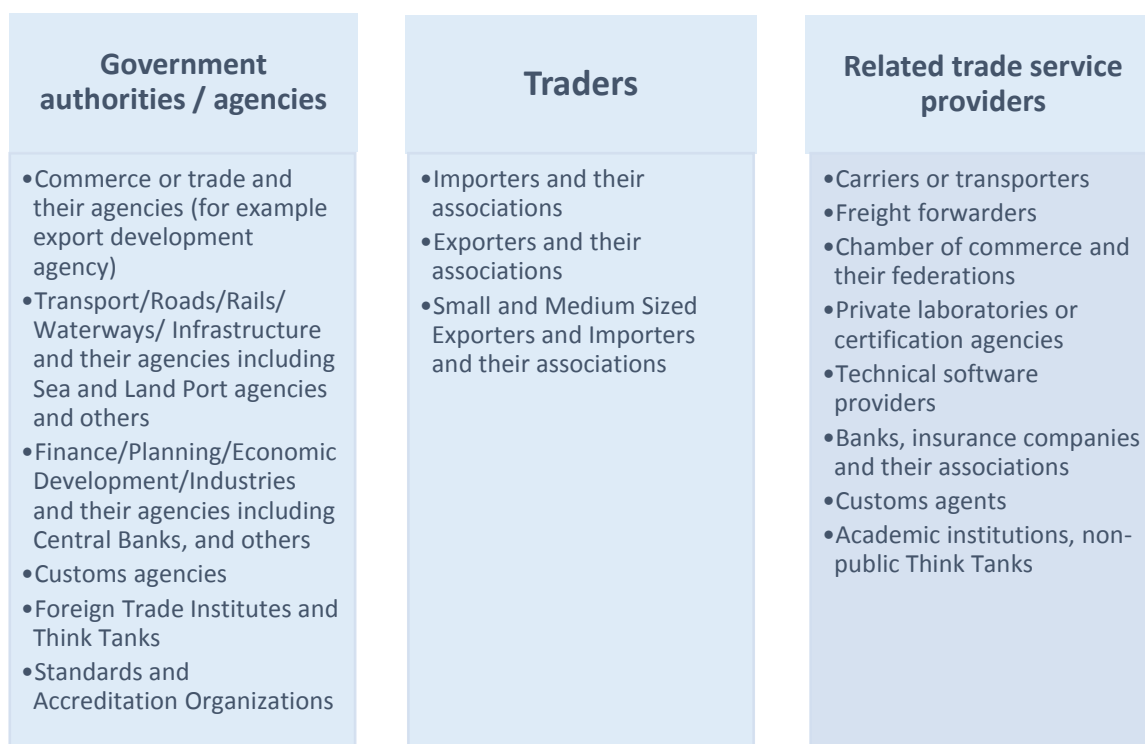 Government
authorities / agencies
•Commerce or trade and
their agencies (for example
export development
agency)
•Transport/Roads/Rails/
Waterways/ Infrastructure
and their agencies including
Sea and Land Port agencies
and others
•Finance/Planning/Economic
Development/Industries
and their agencies including
Central Banks, and others
•Customs agencies
•Foreign Trade Institutes and
Think Tanks
•Standards and
Accreditation Organizations
Traders
•Importers and their
associations
•Exporters and their
associations
•Small and Medium Sized
Exporters and Importers
and their associations
Related trade service
providers
•Carriers or transporters
•Freight forwarders
•Chamber of commerce and
their federations
•Private laboratories or
certification agencies
•Technical software
providers
•Banks, insurance companies
and their associations
•Customs agents
•Academic institutions, non-
public Think Tanks